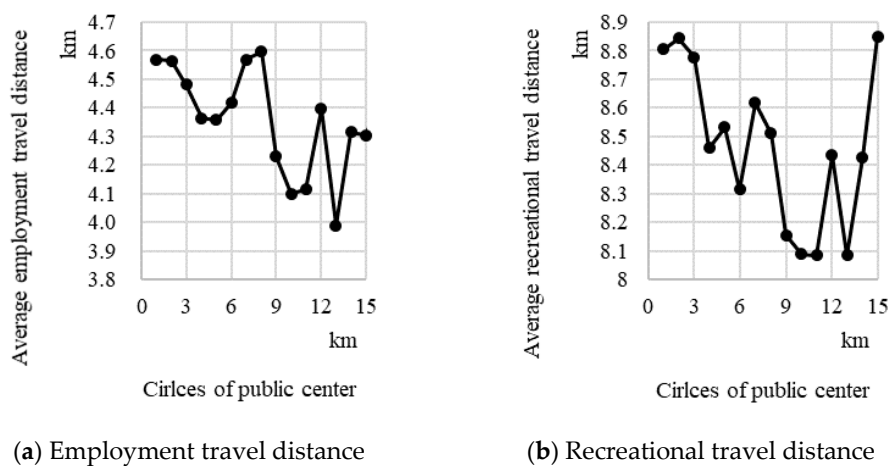 Average employment travel distance
km
4.7
4.6
4.5
4.4
4.3
4.2
4.1
4.0
3.9
3.8
0 3 6 9 12 15
km
Cirlces of public center
(a) Employment travel distance
Average recreational travel distance
km
8.9
8.8
8.7
8.6
8.5
8.4
8.3
8.2
8.1
8
0 3 6 9 12 15
km
Cirlces of public center
(b) Recreational travel distance